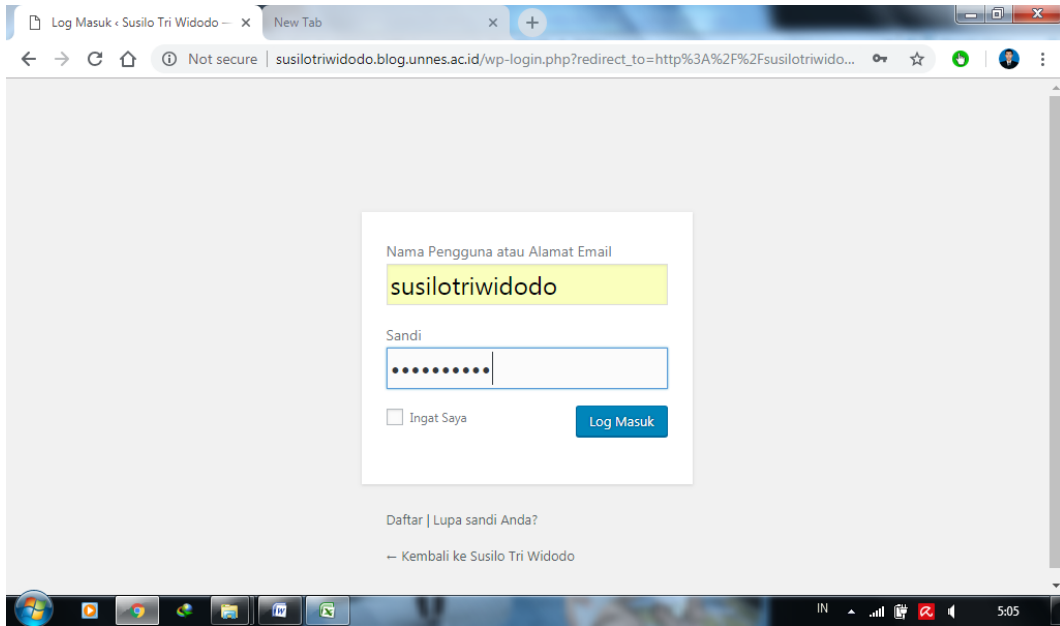 Log Masuk ‹ Susilo Tri Widodo —
New Tab
Not secure | susilotriwidodo.blog.unnes.ac.id/wp-login.php?redirect_to=http%3A%2F%2Fsusilotriwido...
Nama Pengguna atau Alamat Email
susilotriwidodo
Sandi
••••••••••
Ingat Saya
Log Masuk
Daftar | Lupa sandi Anda?
← Kembali ke Susilo Tri Widodo
IN
5:05